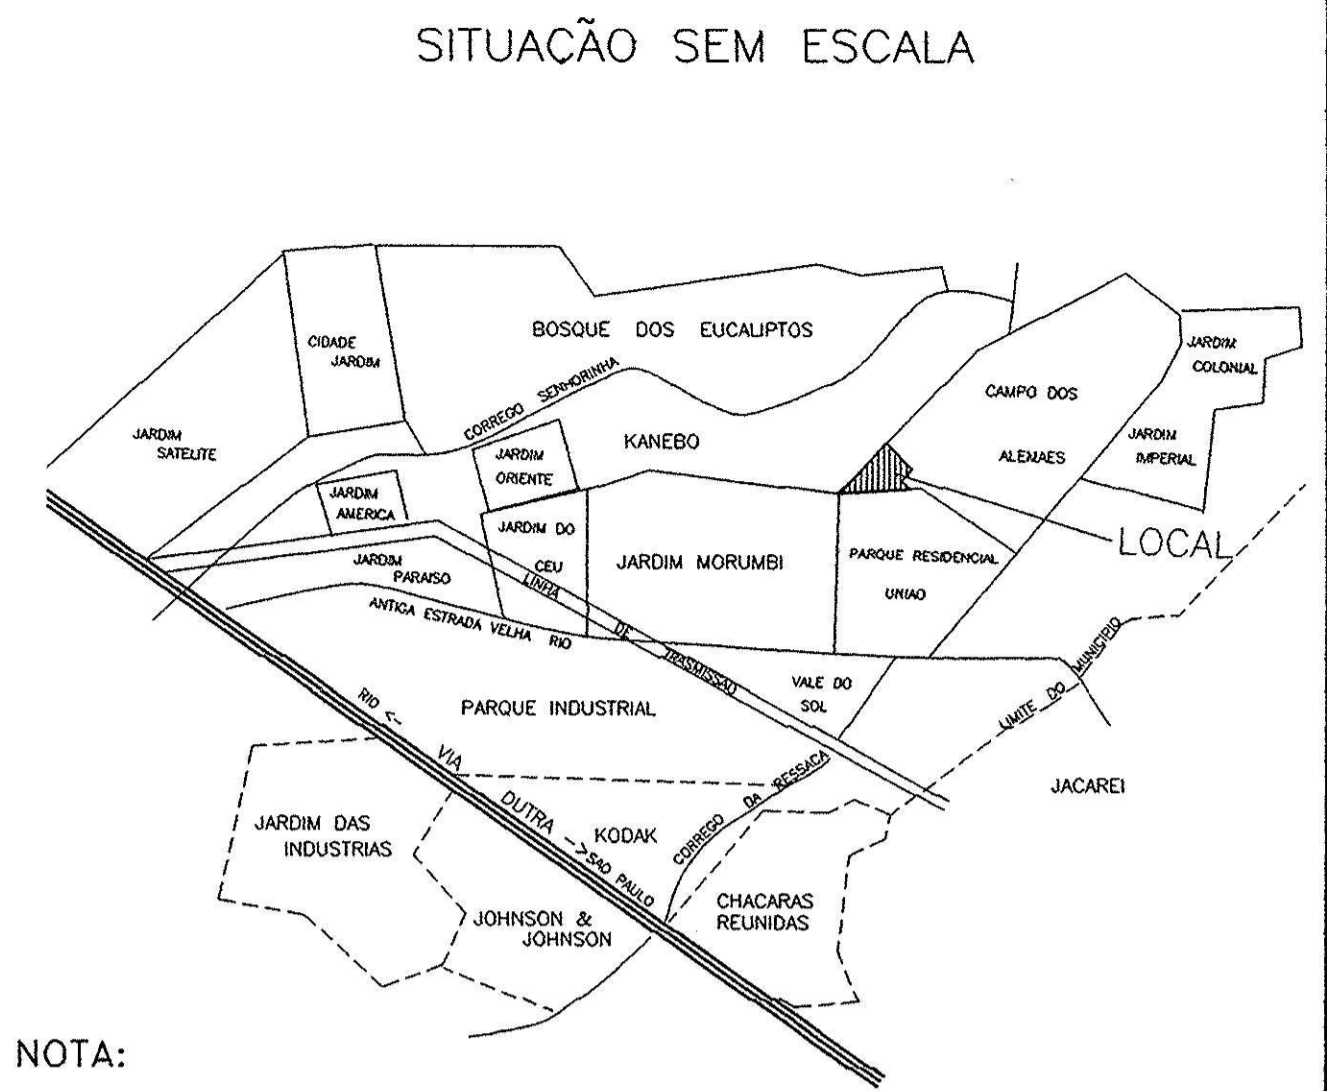 SITUAÇÃO SEM ESCALA
BOSQUE DOS EUCALIPTOS
CIDADE
JARDIM
JARDIM
COLONIAL
CORREGO SENHORINHA
CAMPO DOS
ALEMAES
JARDIM
SATELITE
KANEBO
JARDIM
IMPERIAL
JARDIM
ORIENTE
JARDIM
AMERICA
JARDIM DO
CEU
LOCAL
JARDIM
PARAISO
JARDIM MORUMBI
PARQUE RESIDENCIAL
UNIAO
LINHA DE TRASMISSAO
ANTIGA ESTRADA VELHA RIO
LIMITE DO MUNICIPIO
VALE DO
SOL
PARQUE INDUSTRIAL
RIO <-
VIA DUTRA
-> SAO PAULO
JACAREI
CORREGO DA RESSACA
JARDIM DAS
INDUSTRIAS
KODAK
CHACARAS
REUNIDAS
JOHNSON &
JOHNSON
NOTA: